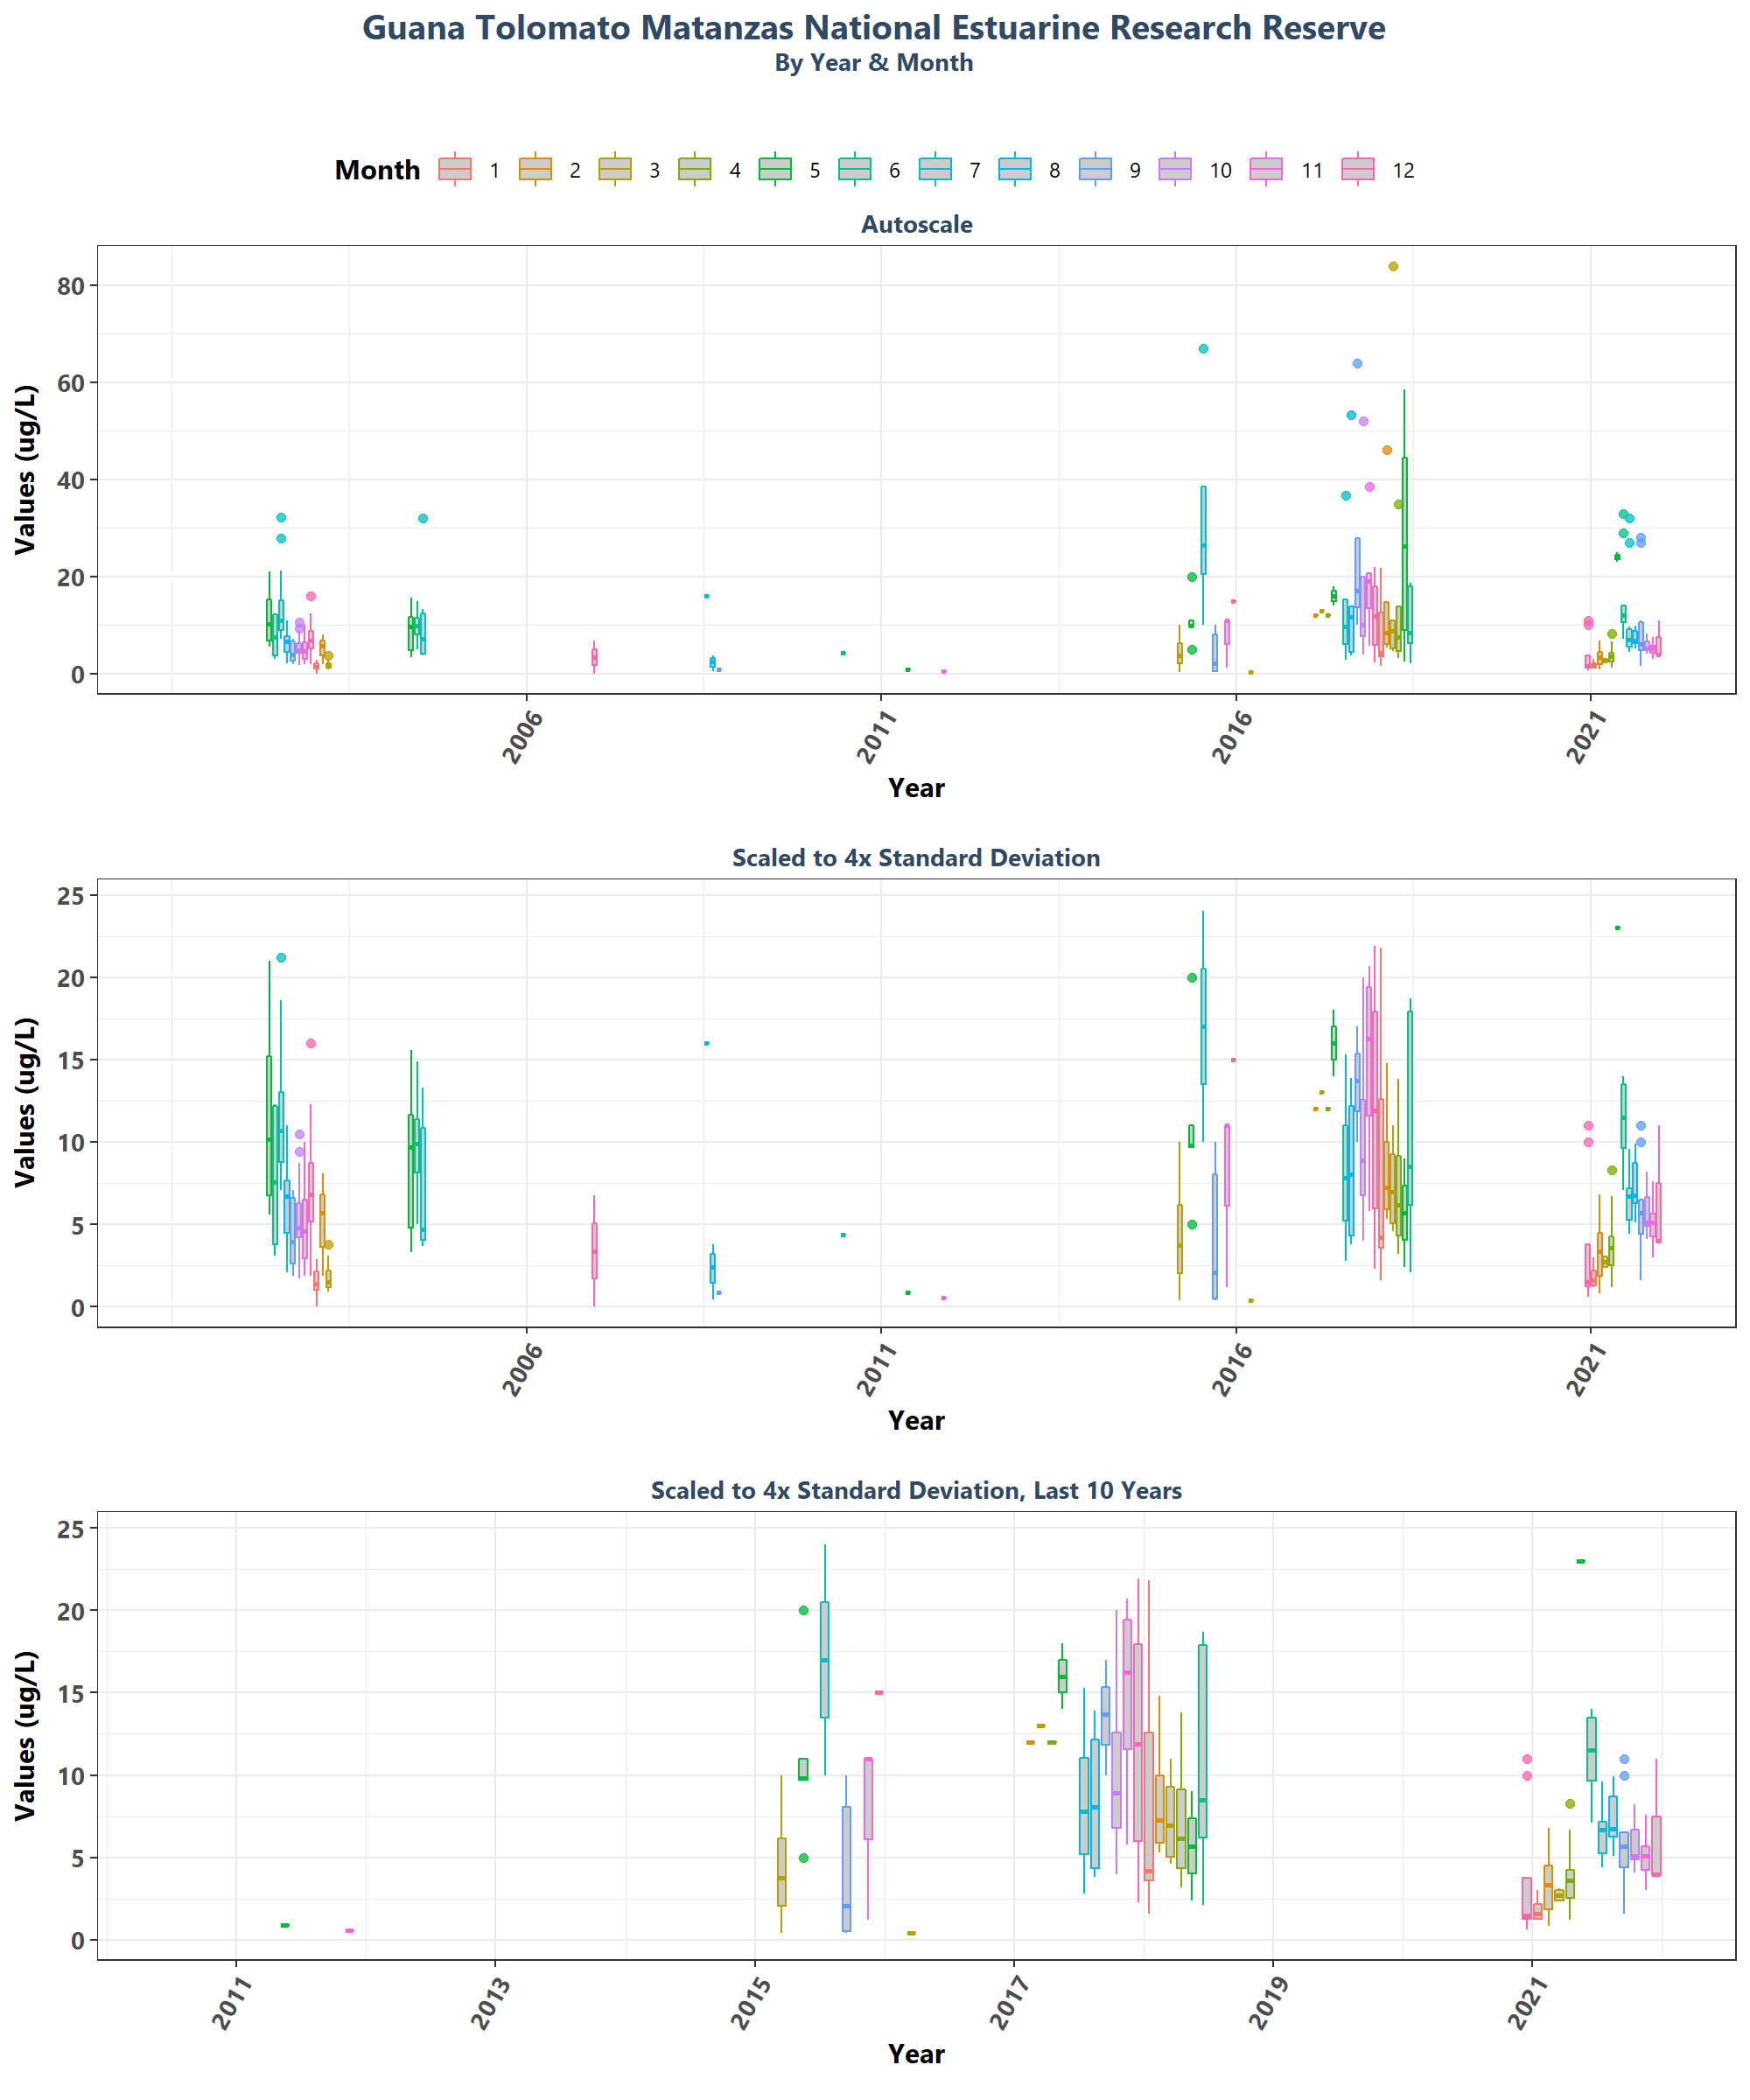 Guana Tolomato Matanzas National Estuarine Research Reserve
By Year & Month
Month 1 2 3 4 5 6 7 8 9 10 11 12
Autoscale
Values (ug/L)
80
60
40
20
0
2006 2011 2016 2021
Year
Scaled to 4x Standard Deviation
Values (ug/L)
25
20
15
10
5
0
2006 2011 2016 2021
Year
Scaled to 4x Standard Deviation, Last 10 Years
Values (ug/L)
25
20
15
10
5
0
2011 2013 2015 2017 2019 2021
Year